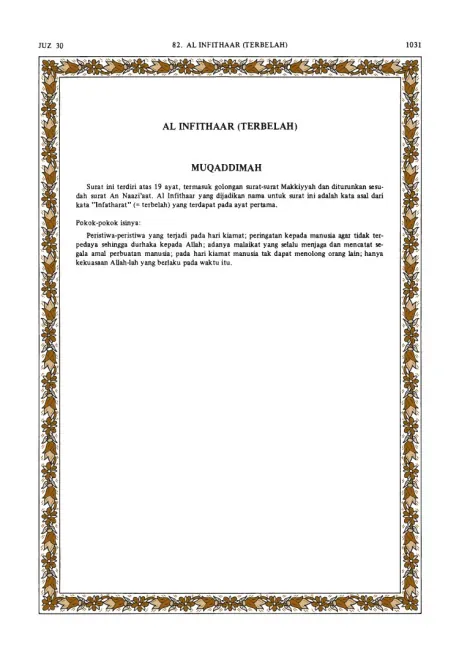 JUZ 30 82. AL INFITHAAR (TERBELAH) 1031
AL INFITHAAR (TERBELAH)
MUQADDIMAH
Surat ini terdiri atas 19 ayat, termasuk golongan surat-surat Makkiyyah dan diturunkan sesu-
dah surat An Naazi'aat. Al Infithaar yang dijadikan nama untuk surat ini adalah kata asal dari
kata "Infatharat" (= terbelah) yang terdapat pada ayat pertama.
Pokok-pokok isinya:
Peristiwa-peristiwa yang terjadi pada hari kiamat; peringatan kepada manusia agar tidak ter-
pedaya sehingga durhaka kepada Allah; adanya malaikat yang selalu menjaga dan mencatat se-
gala amal perbuatan manusia; pada hari kiamat manusia tak dapat menolong orang lain; hanya
kekuasaan Allah-lah yang berlaku pada waktu itu.